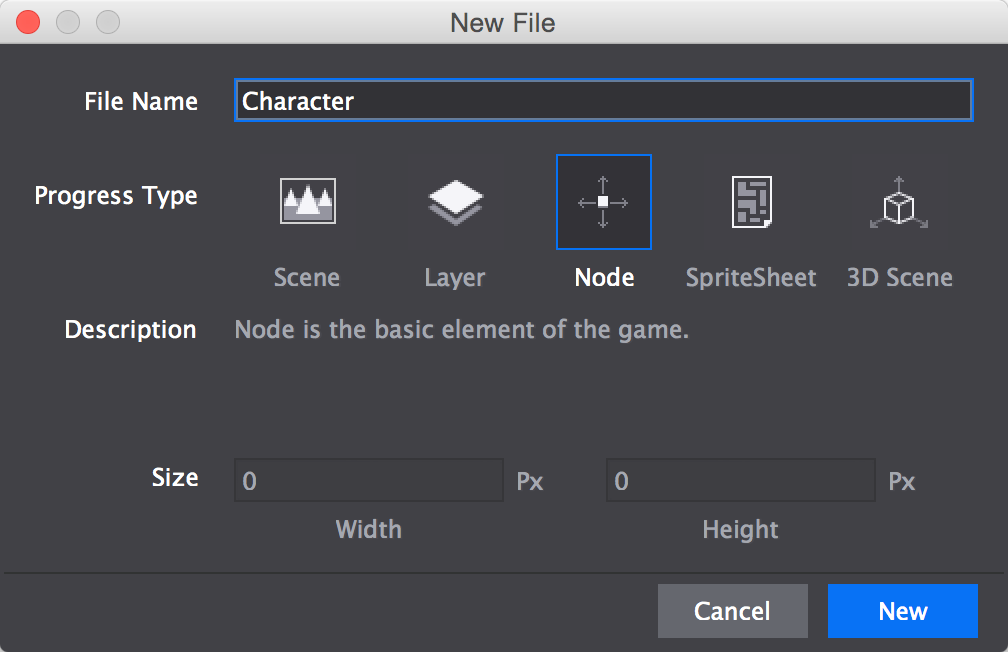 New File
File Name
Character
Progress Type
Scene
Layer
Node
SpriteSheet
3D Scene
Description
Node is the basic element of the game.
Size
0
Px
0
Px
Width
Height
Cancel
New